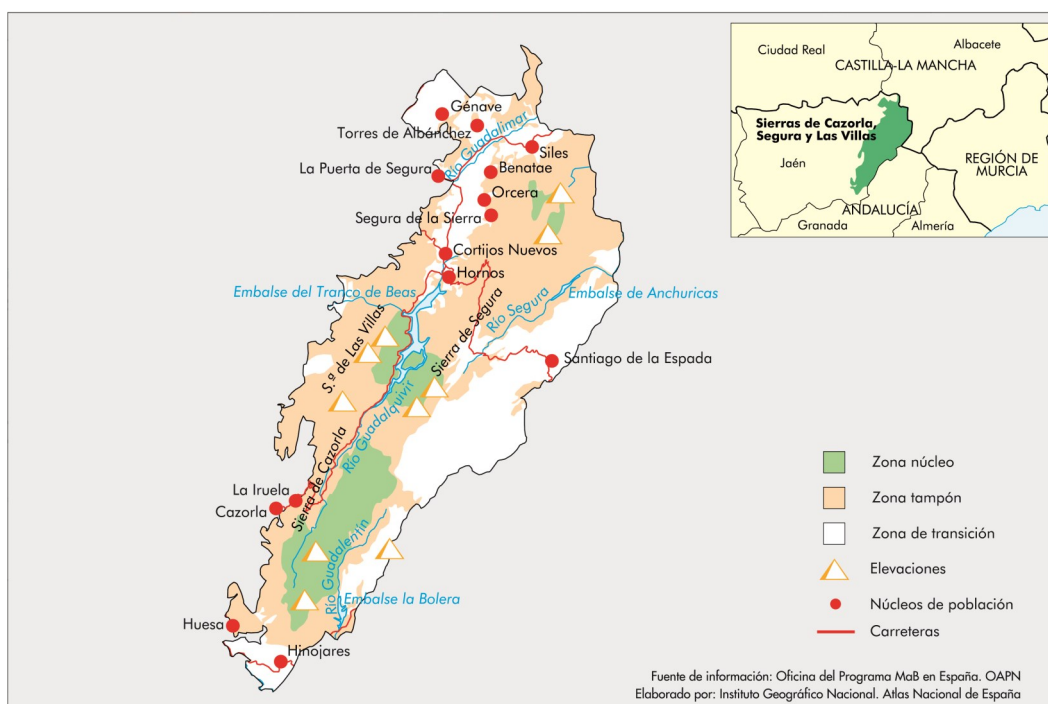 Génave
Torres de Albánchez
Río Guadalimar
Siles
La Puerta de Segura
Benatae
Orcera
Segura de la Sierra
Cortijos Nuevos
Hornos
Embalse del Tranco de Beas
Río Segura
Embalse de Anchuricas
S.ª de Las Villas
Sierra de Segura
Santiago de la Espada
Río Guadalquivir
Sierra de Cazorla
La Iruela
Cazorla
Río Guadalentín
Embalse la Bolera
Huesa
Hinojares
Ciudad Real
Albacete
CASTILLA-LA MANCHA
Sierras de Cazorla,
Segura y Las Villas
Jaén
REGIÓN DE
MURCIA
ANDALUCÍA
Granada
Almería
Zona núcleo
Zona tampón
Zona de transición
Elevaciones
Núcleos de población
Carreteras
Fuente de información: Oficina del Programa MaB en España. OAPN
Elaborado por: Instituto Geográfico Nacional. Atlas Nacional de España